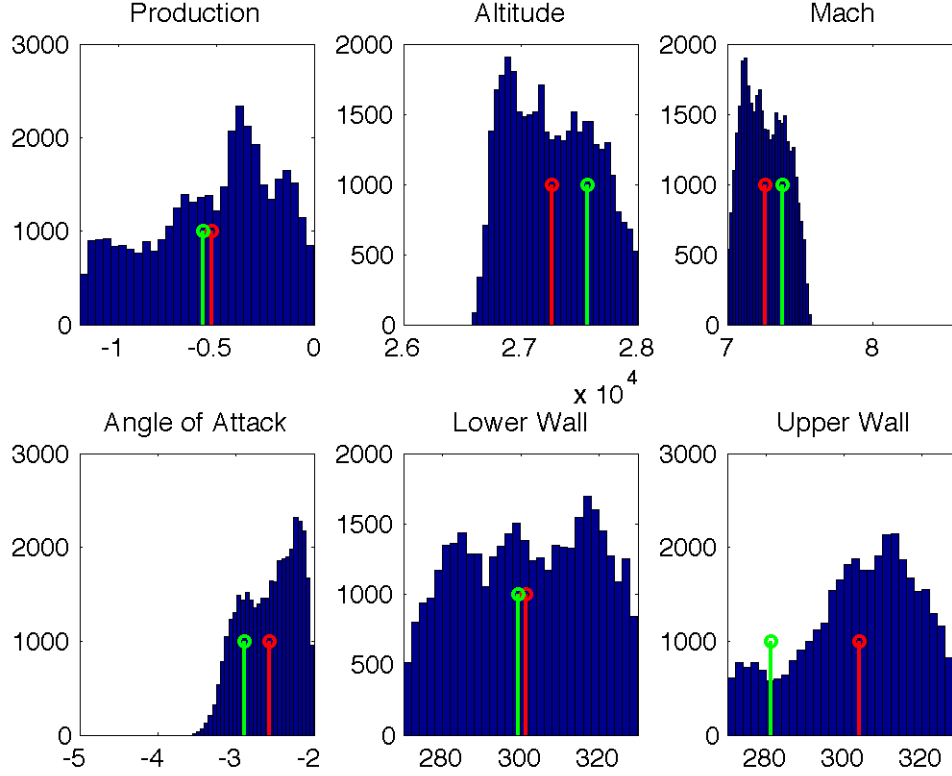 Production Altitude Mach
3000 2000 2000
2000 1500 1500
1000 1000 1000
500 500
0 0 0
-1 -0.5 0 2.6 2.7 2.8 7 8
x 10^4
Angle of Attack Lower Wall Upper Wall
3000 2000 3000
2000 1500 2000
1000 1000 1000
500
0 0 0
-5 -4 -3 -2 280 300 320 280 300 320